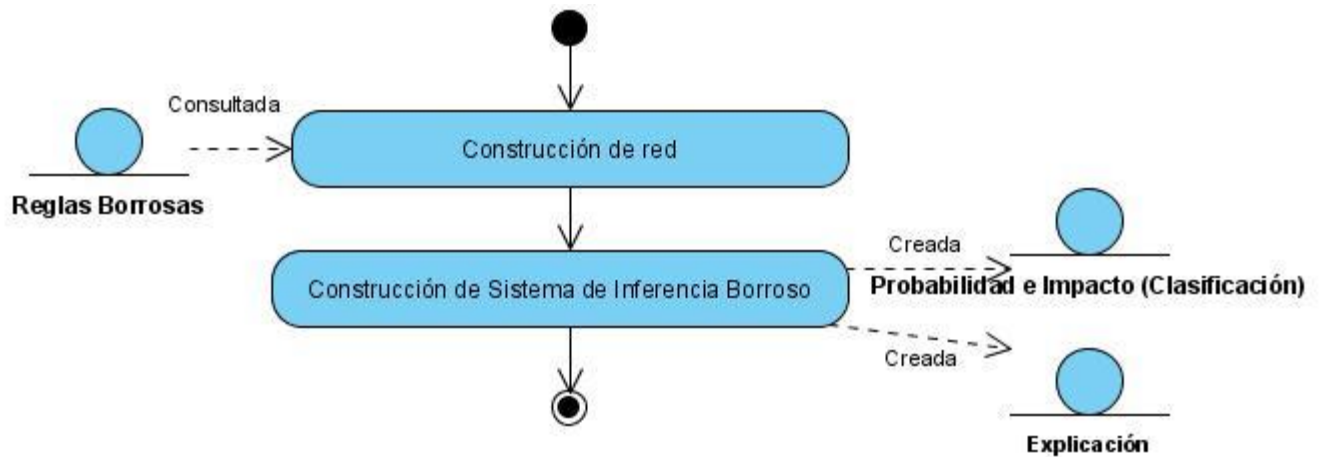 Consultada
Construcción de red
Reglas Borrosas
Creada
Construcción de Sistema de Inferencia Borroso
Probabilidad e Impacto (Clasificación)
Creada
Explicación